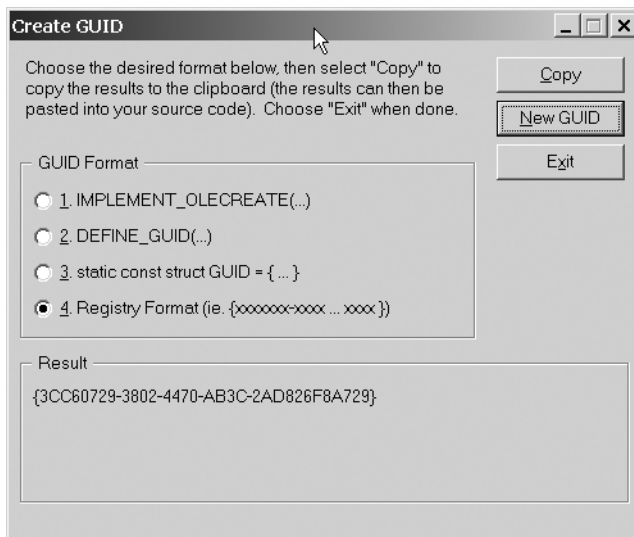 Create GUID
Choose the desired format below, then select "Copy" to
copy the results to the clipboard (the results can then be
pasted into your source code). Choose "Exit" when done.
Copy
New GUID
Exit
GUID Format
1. IMPLEMENT_OLECREATE(...)
2. DEFINE_GUID(...)
3. static const struct GUID = { ... }
4. Registry Format (ie. {xxxxxxx-xxxx ... xxxx })
Result
{3CC60729-3802-4470-AB3C-2AD826F8A729}